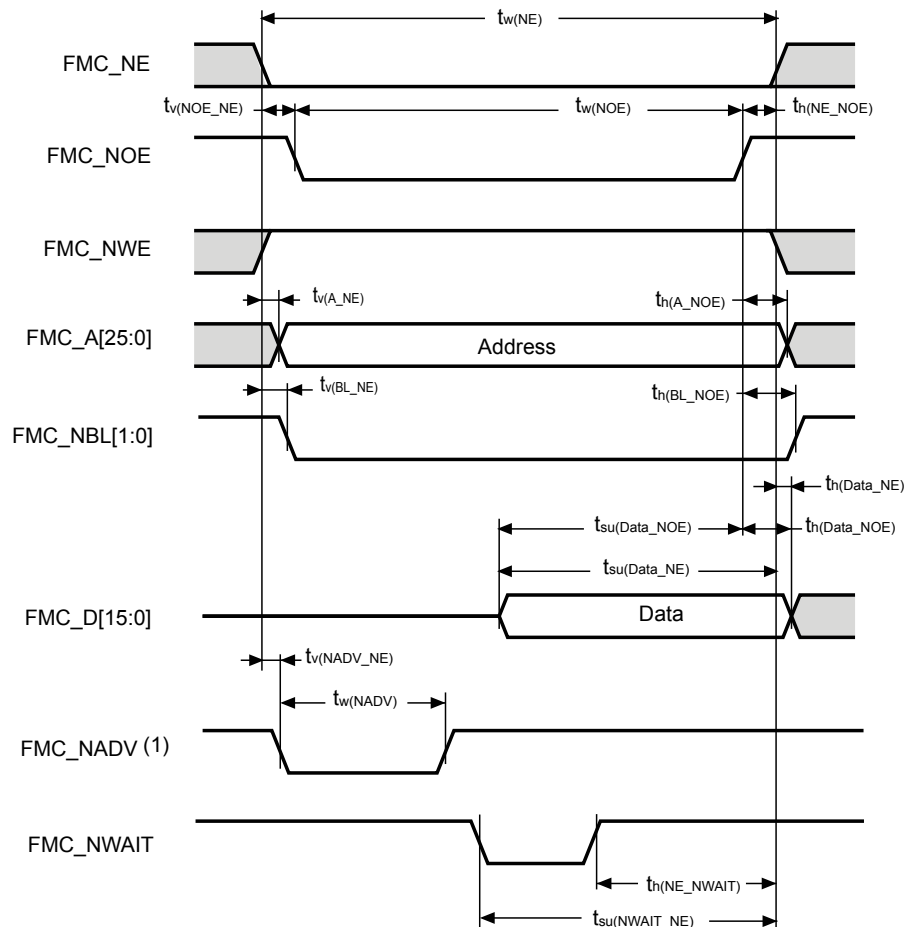 tw(NE)
FMC_NE
tv(NOE_NE)
tw(NOE)
th(NE_NOE)
FMC_NOE
FMC_NWE
tv(A_NE)
th(A_NOE)
FMC_A[25:0]
Address
tv(BL_NE)
th(BL_NOE)
FMC_NBL[1:0]
th(Data_NE)
tsu(Data_NOE)
th(Data_NOE)
tsu(Data_NE)
FMC_D[15:0]
Data
tv(NADV_NE)
tw(NADV)
FMC_NADV (1)
FMC_NWAIT
th(NE_NWAIT)
tsu(NWAIT_NE)